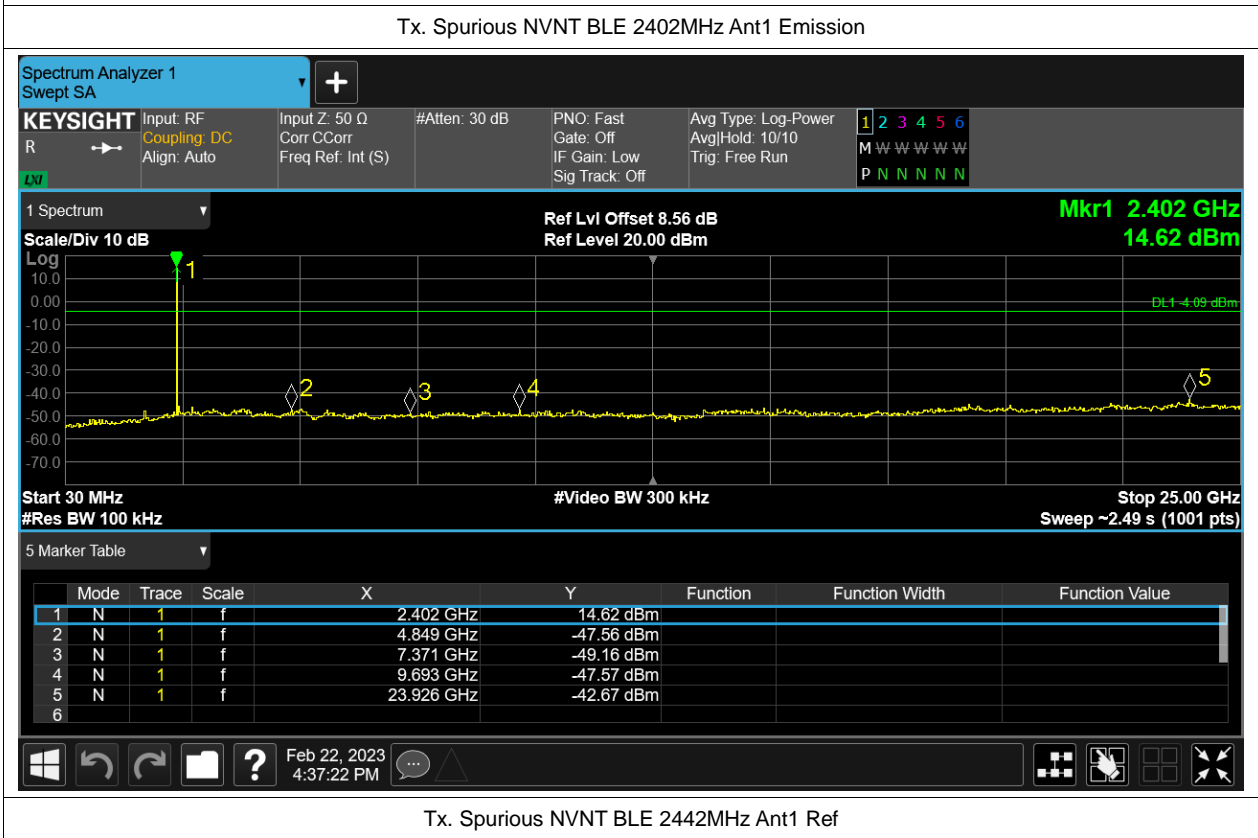 Tx. Spurious NVNT BLE 2402MHz Ant1 Emission
Spectrum Analyzer 1
Swept SA
KEYSIGHT
R
LXI
Input: RF
Coupling: DC
Align: Auto
Input Z: 50 Ω
Corr CCorr
Freq Ref: Int (S)
#Atten: 30 dB
PNO: Fast
Gate: Off
IF Gain: Low
Sig Track: Off
Avg Type: Log-Power
Avg|Hold: 10/10
Trig: Free Run
1 2 3 4 5 6
M W W W W W
P N N N N N
1 Spectrum
Scale/Div 10 dB
Ref Lvl Offset 8.56 dB
Ref Level 20.00 dBm
Mkr1 2.402 GHz
14.62 dBm
Log
10.0
0.00
-10.0
-20.0
-30.0
-40.0
-50.0
-60.0
-70.0
1
DL1 -4.09 dBm
2
3
4
5
Start 30 MHz
#Res BW 100 kHz
#Video BW 300 kHz
Stop 25.00 GHz
Sweep ~2.49 s (1001 pts)
5 Marker Table
Mode Trace Scale X Y Function Function Width Function Value
1 N 1 f 2.402 GHz 14.62 dBm
2 N 1 f 4.849 GHz -47.56 dBm
3 N 1 f 7.371 GHz -49.16 dBm
4 N 1 f 9.693 GHz -47.57 dBm
5 N 1 f 23.926 GHz -42.67 dBm
6
?
Feb 22, 2023
4:37:22 PM
Tx. Spurious NVNT BLE 2442MHz Ant1 Ref